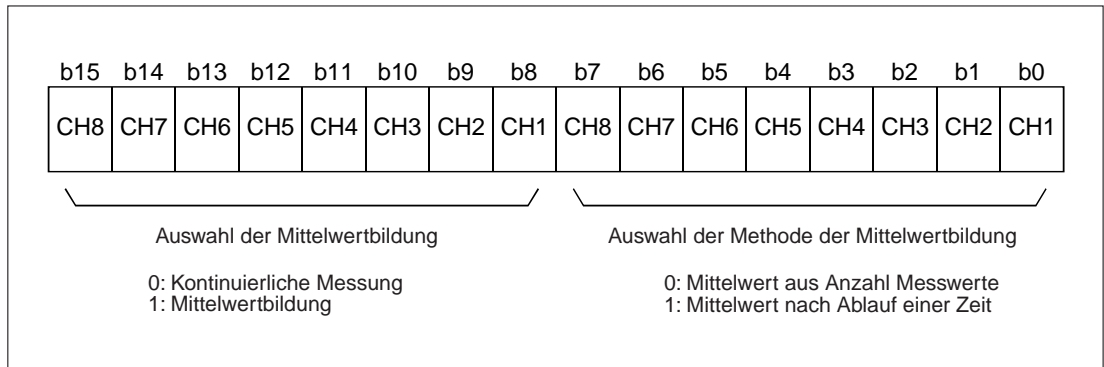 b15 b14 b13 b12 b11 b10 b9 b8 b7 b6 b5 b4 b3 b2 b1 b0
CH8 CH7 CH6 CH5 CH4 CH3 CH2 CH1 CH8 CH7 CH6 CH5 CH4 CH3 CH2 CH1
Auswahl der Mittelwertbildung
0: Kontinuierliche Messung
1: Mittelwertbildung
Auswahl der Methode der Mittelwertbildung
0: Mittelwert aus Anzahl Messwerte
1: Mittelwert nach Ablauf einer Zeit